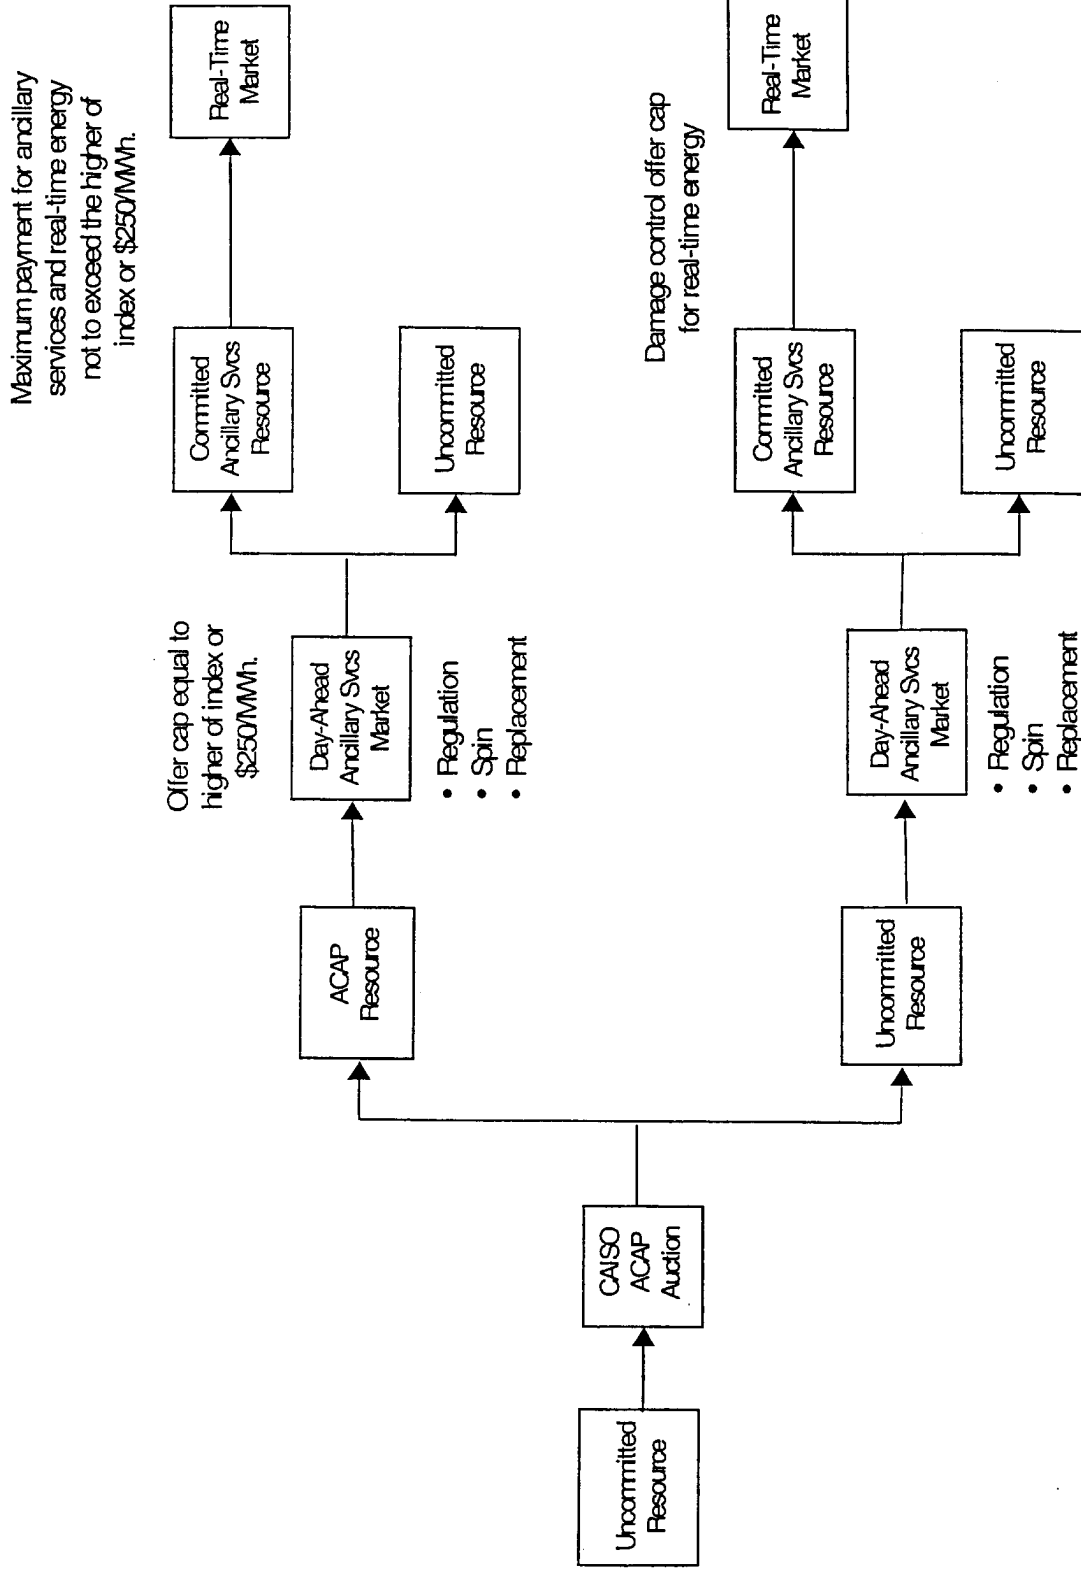 Uncommitted
Resource
CAISO
ACAP
Auction
ACAP
Resource
Offer cap equal to
higher of index or
$250/MWh.
Day-Ahead
Ancillary Svcs
Market
• Regulation
• Spin
• Replacement
Maximum payment for ancillary
services and real-time energy
not to exceed the higher of
index or $250/MWh.
Committed
Ancillary Svcs
Resource
Real-Time
Market
Uncommitted
Resource
Uncommitted
Resource
Day-Ahead
Ancillary Svcs
Market
• Regulation
• Spin
• Replacement
Damage control offer cap
for real-time energy
Committed
Ancillary Svcs
Resource
Real-Time
Market
Uncommitted
Resource